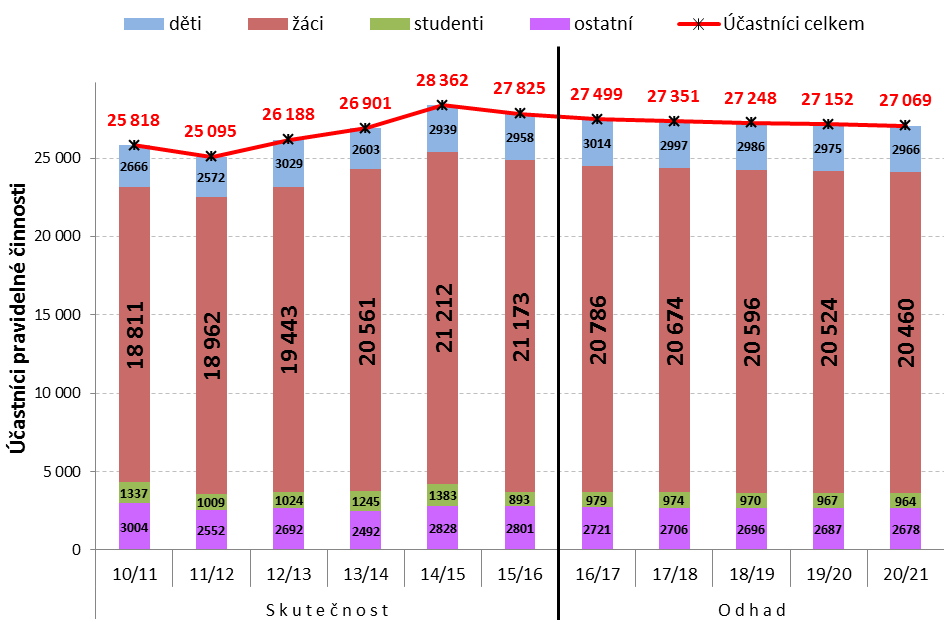 děti žáci studenti ostatní Účastníci celkem
Účastníci pravidelné činnosti
25 000
20 000
15 000
10 000
5 000
0
25 818 25 095 26 188 26 901 28 362 27 825 27 499 27 351 27 248 27 152 27 069
2666 2572 3029 2603 2939 2958 3014 2997 2986 2975 2966
18 811 18 962 19 443 20 561 21 212 21 173 20 786 20 674 20 596 20 524 20 460
1337 1009 1024 1245 1383 893 979 974 970 967 964
3004 2552 2692 2492 2828 2801 2721 2706 2696 2687 2678
10/11 11/12 12/13 13/14 14/15 15/16 16/17 17/18 18/19 19/20 20/21
Skutečnost Odhad